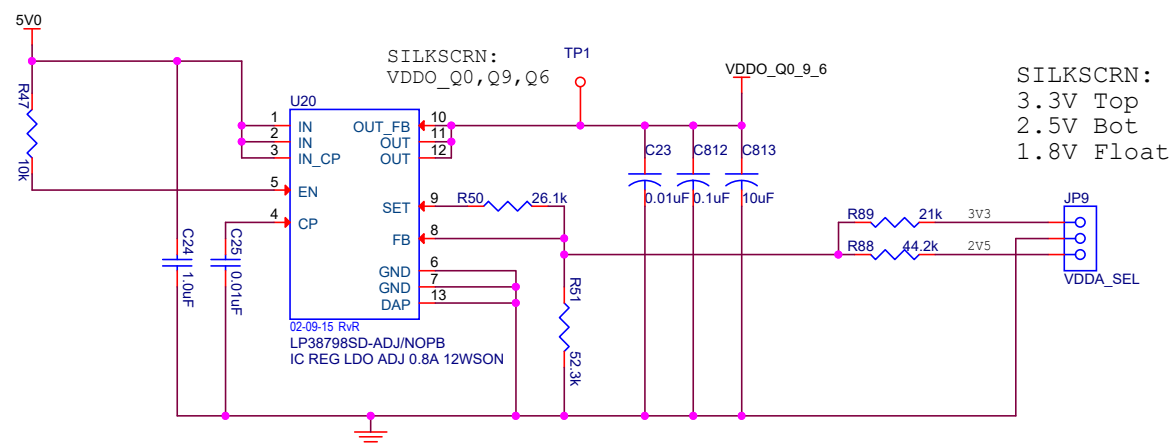 5V0
SILKSCRN:
VDDO_Q0,Q9,Q6
TP1
VDDO_Q0_9_6
SILKSCRN:
3.3V Top
2.5V Bot
1.8V Float
R47
10k
U20
1
IN
2
IN
3
IN_CP
5
EN
4
CP
OUT_FB
10
OUT
11
OUT
12
SET
9
FB
8
GND
6
GND
7
DAP
13
R50
26.1k
C23
0.01uF
C812
0.1uF
C813
10uF
R89
21k
3V3
R88
44.2k
2V5
JP9
VDDA_SEL
C24
1.0uF
C25
0.01uF
R51
52.3k
02-09-15 RvR
LP38798SD-ADJ/NOPB
IC REG LDO ADJ 0.8A 12WSON